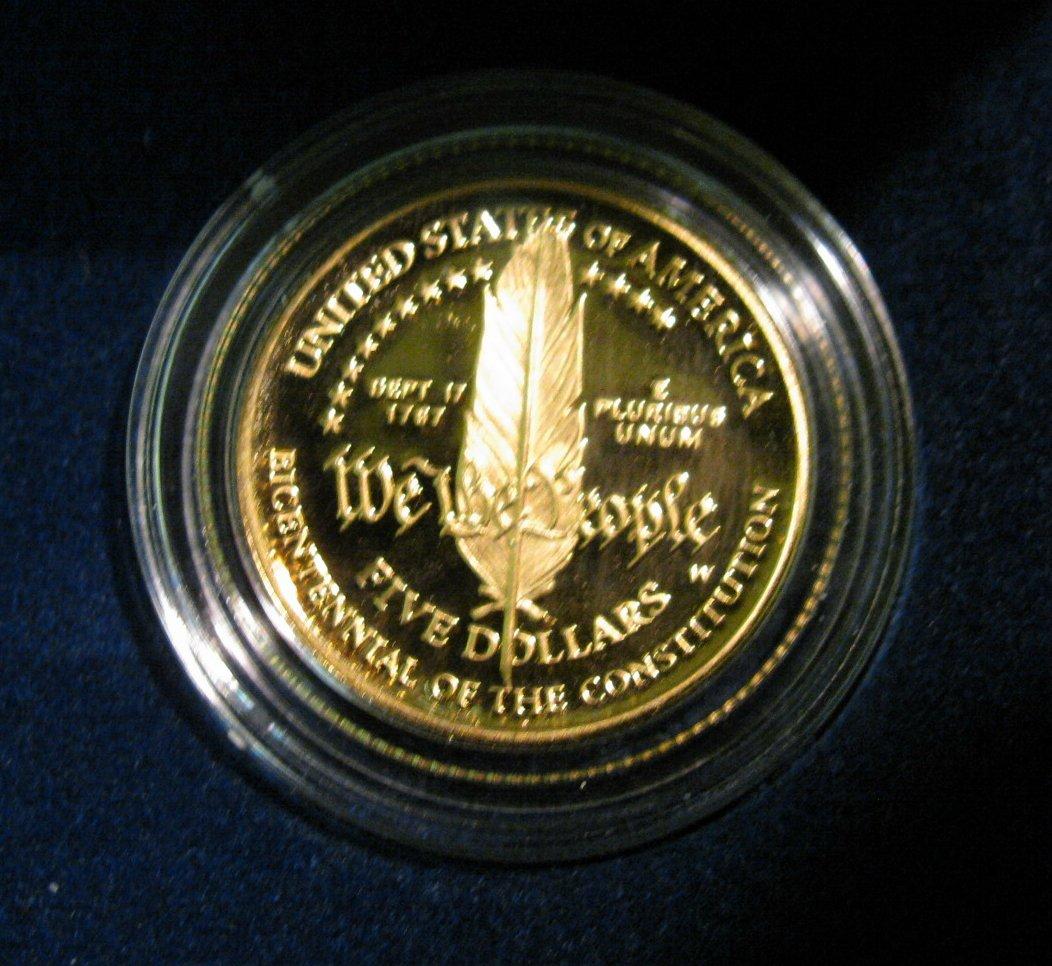 UNITED STATES OF AMERICA
SEPT 17
1787
E
PLURIBUS
UNUM
We the People
FIVE DOLLARS
W
BICENTENNIAL OF THE CONSTITUTION